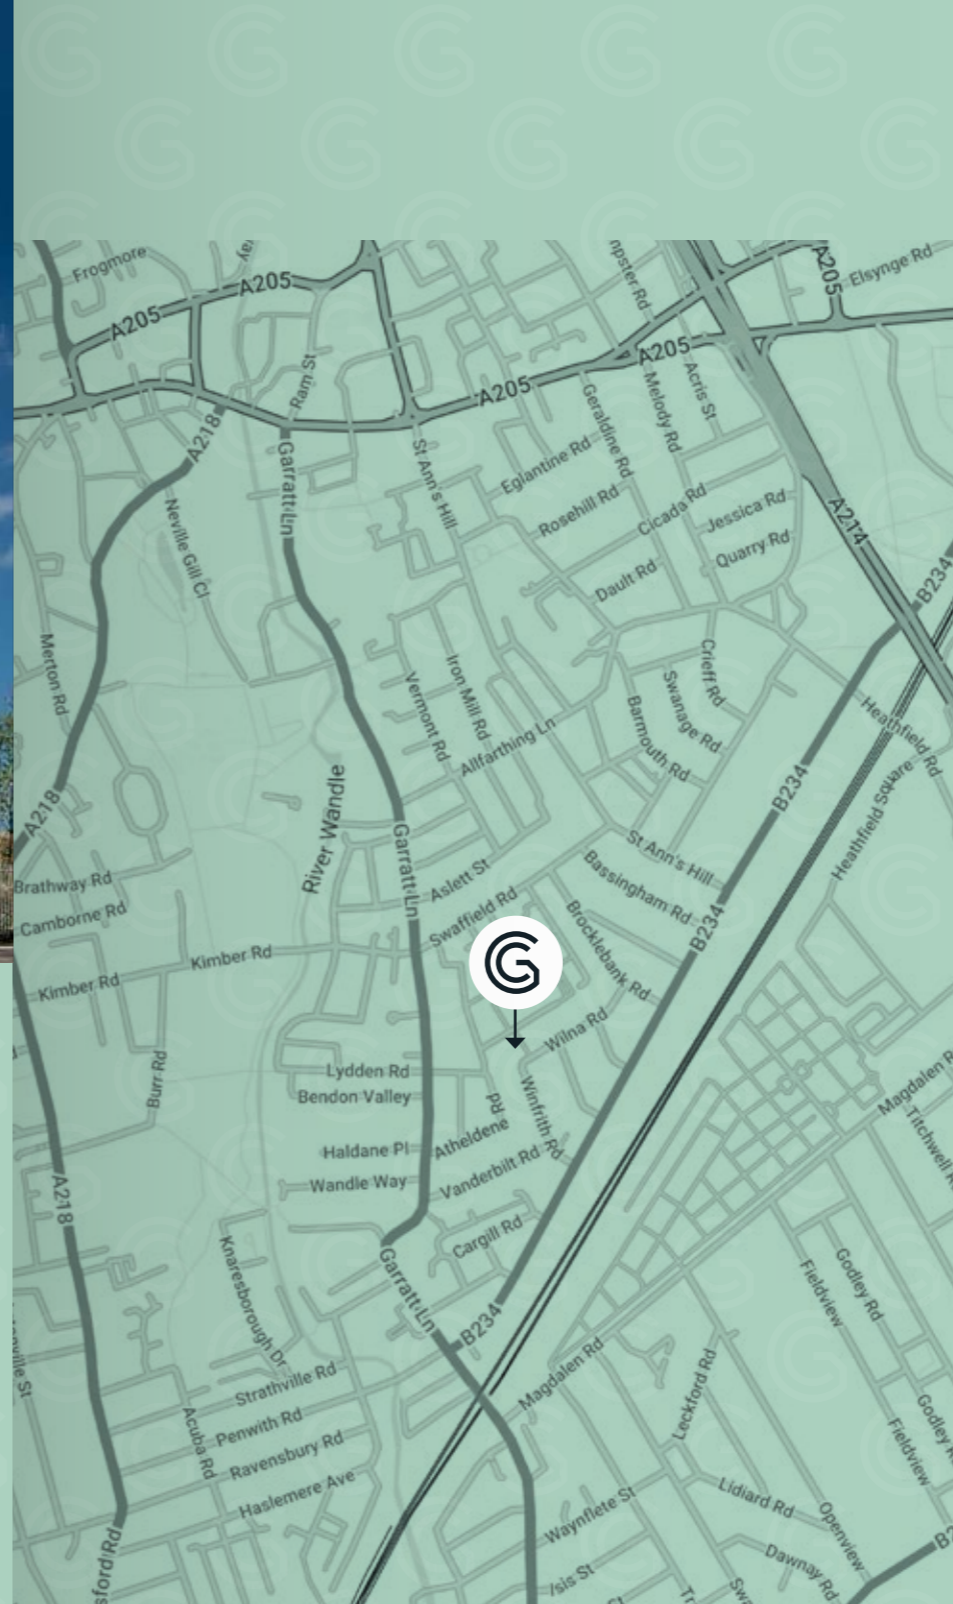 Frogmore
A205
A205
A205
Elsynge Rd
Ram St
A205
A205
Acris St
Melody Rd
Geraldine Rd
A218
Garratt Ln
St Ann's Hill
Eglantine Rd
Rosehill Rd
Cicada Rd
Jessica Rd
Quarry Rd
A214
Neville Gill Cl
Dault Rd
B234
Merton Rd
Vermont Rd
Iron Mill Rd
Allfarthing Ln
Crieff Rd
Swanage Rd
Barmouth Rd
Heathfield Rd
B234
Heathfield Square
A218
River Wandle
Garratt Ln
Aslett St
St Ann's Hill
Bassingham Rd
Brathway Rd
Camborne Rd
Swaffield Rd
Brocklebank Rd
B234
Kimber Rd
Kimber Rd
G
Wilna Rd
Burr Rd
Lydden Rd
Bendon Valley
Atheldene Rd
Winfrith Rd
Haldane Pl
Wandle Way
Vanderbilt Rd
Cargill Rd
A218
Garratt Ln
B234
Knaresborough Dr
Magdalen Rd
Fieldview
Godley Rd
Strathville Rd
Penwith Rd
Ravensbury Rd
Haslemere Ave
Acuba Rd
Leckford Rd
Fieldview
Godley
Lidiard Rd
Openview
Waynflete St
Dawnay Rd
Isis St
Magdalen
Titchwell